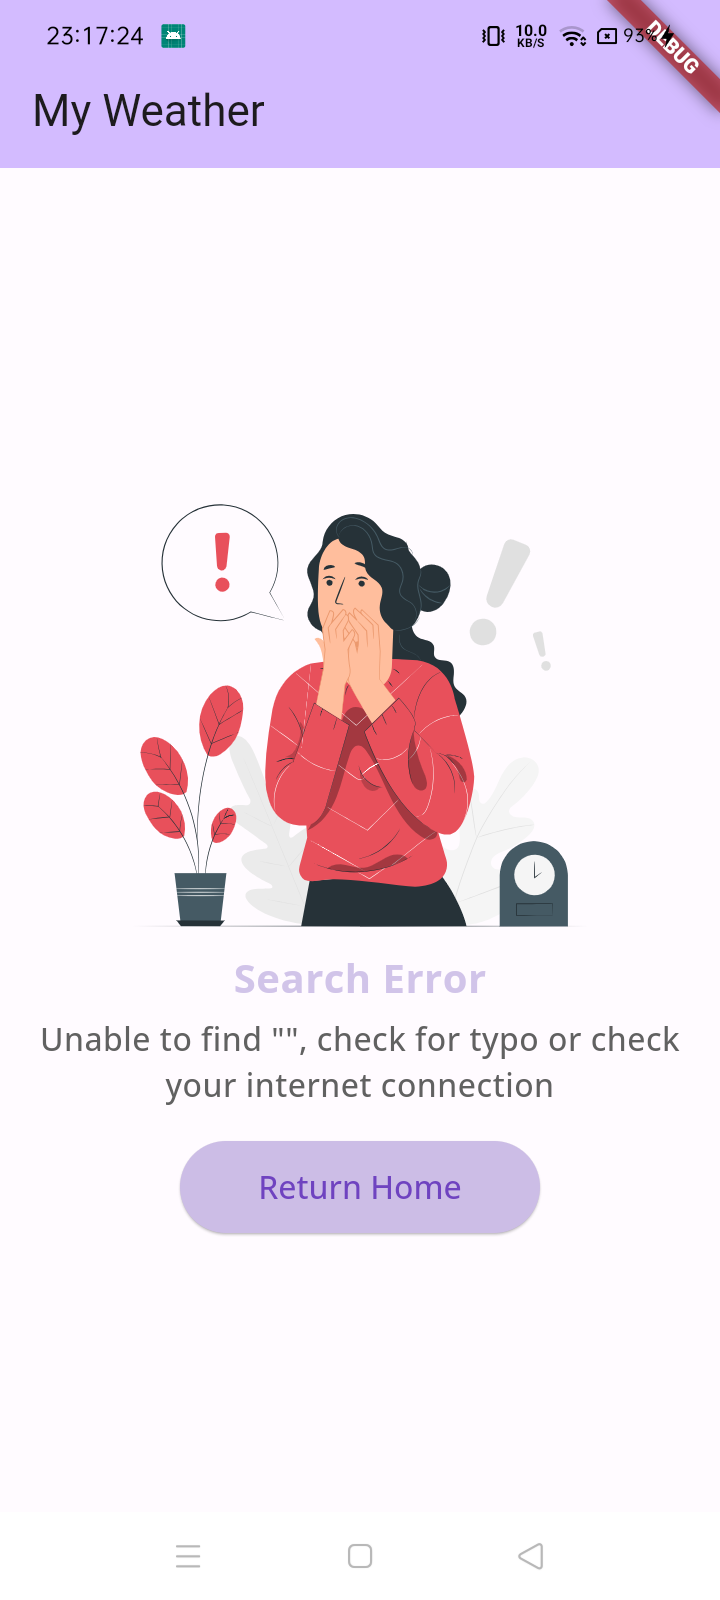 23:17:24
10.0
KB/S
93%
DEBUG
My Weather
Search Error
Unable to find "", check for typo or check
your internet connection
Return Home